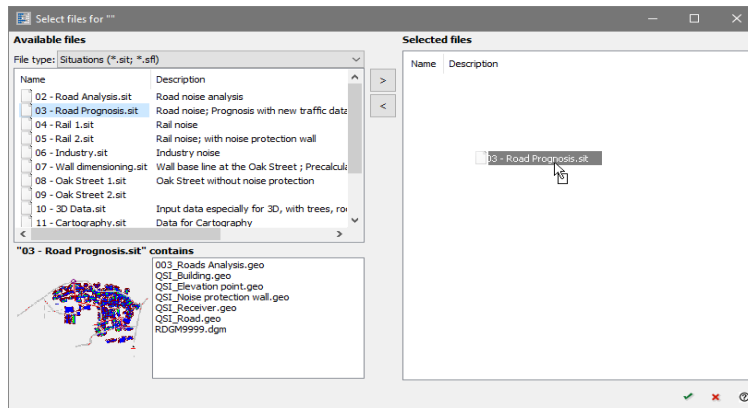 Select files for ""
Available files
Selected files
File type: Situations (*.sit; *.sfl)
Name Description
02 - Road Analysis.sit Road noise analysis
03 - Road Prognosis.sit Road noise; Prognosis with new traffic data
04 - Rail 1.sit Rail noise
05 - Rail 2.sit Rail noise; with noise protection wall
06 - Industry.sit Industry noise
07 - Wall dimensioning.sit Wall base line at the Oak Street ; Precalcula
08 - Oak Street 1.sit Oak Street without noise protection
09 - Oak Street 2.sit
10 - 3D Data.sit Input data especially for 3D, with trees, ro
11 - Cartography.sit Data for Cartography
>
<
Name Description
03 - Road Prognosis.sit
"03 - Road Prognosis.sit" contains
003_Roads Analysis.geo
QSI_Building.geo
QSI_Elevation point.geo
QSI_Noise protection wall.geo
QSI_Receiver.geo
QSI_Road.geo
RDGM9999.dgm